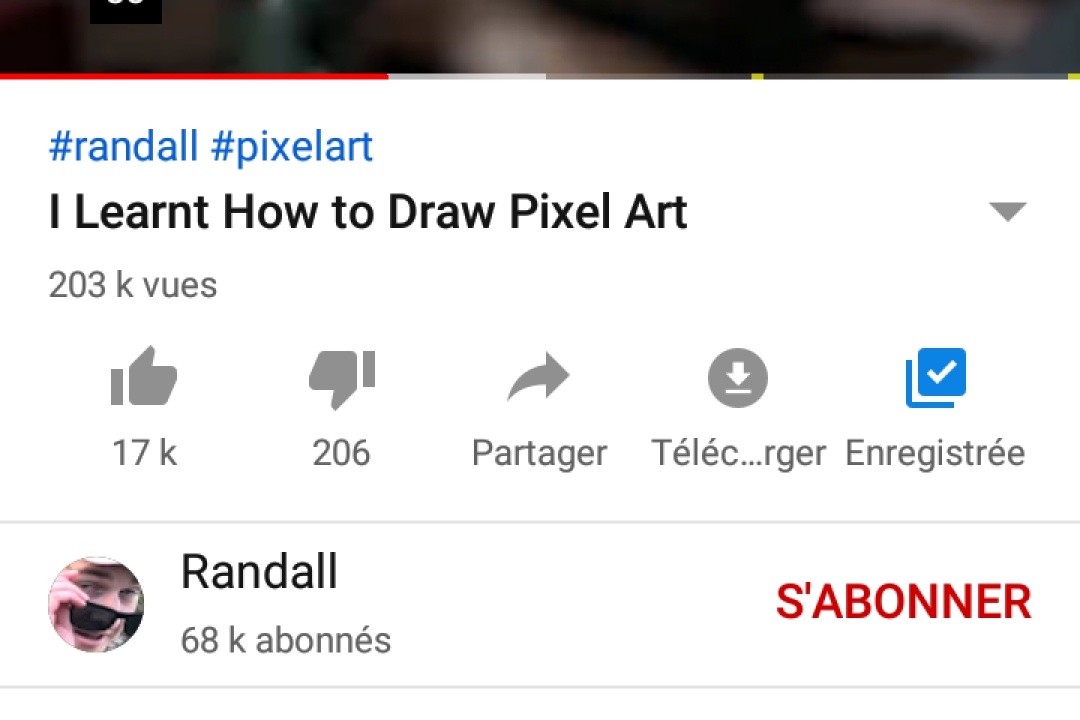 #randall #pixelart
I Learnt How to Draw Pixel Art
203 k vues
17 k 206 Partager Téléc...rger Enregistrée
Randall
S'ABONNER
68 k abonnés